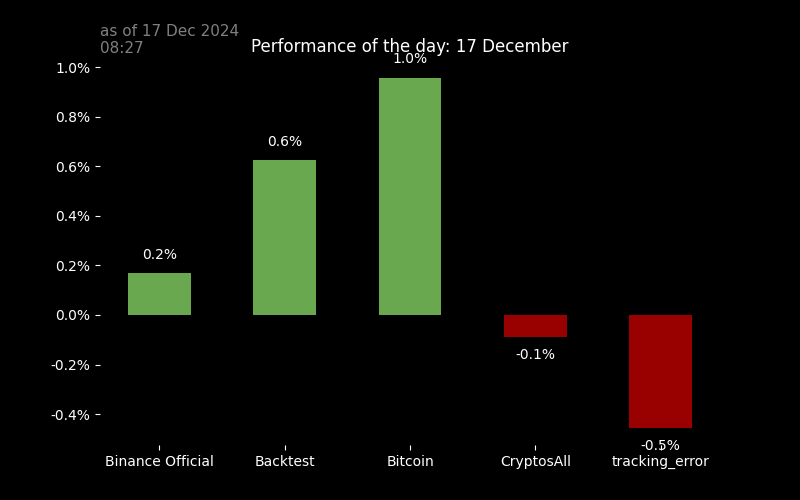 as of 17 Dec 2024
08:27
Performance of the day: 17 December
1.0%
1.0%
0.8%
0.6%
0.6%
0.4%
0.2%
0.2%
0.0%
-0.1%
-0.2%
-0.4%
-0.5%
Binance Official
Backtest
Bitcoin
CryptosAll
tracking_error